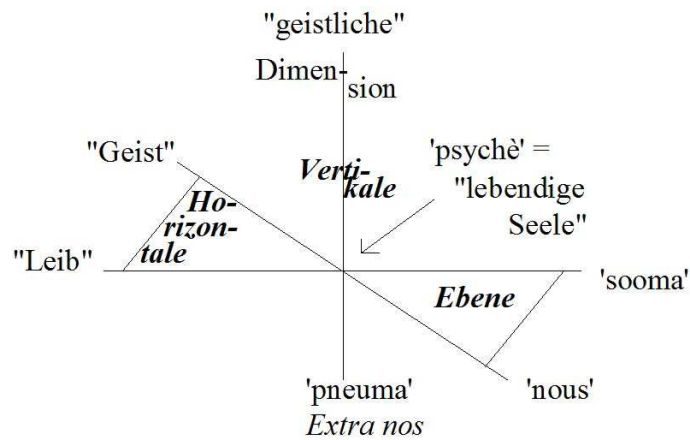 "geistliche"
Dimen-
sion
"Geist"
Verti-
kale
'psychè' =
"lebendige
Seele"
Ho-
rizon-
tale
"Leib"
'sooma'
Ebene
'pneuma'
'nous'
Extra nos